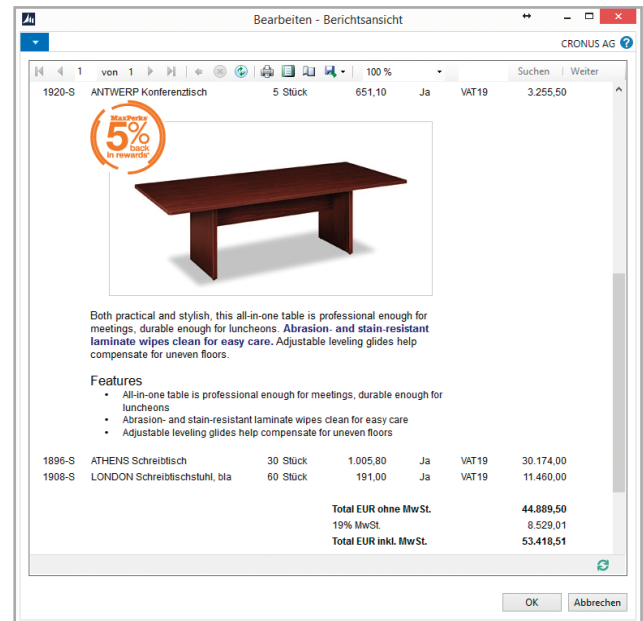 Bearbeiten - Berichtsansicht
CRONUS AG
1 von 1 100 % Suchen Weiter
1920-S ANTWERP Konferenztisch 5 Stück 651,10 Ja VAT19 3.255,50
MaxPerks
5%
back
in rewards
Both practical and stylish, this all-in-one table is professional enough for
meetings, durable enough for luncheons. Abrasion- and stain-resistant
laminate wipes clean for easy care. Adjustable leveling glides help
compensate for uneven floors.
Features
• All-in-one table is professional enough for meetings, durable enough for
luncheons
• Abrasion- and stain-resistant laminate wipes clean for easy care
• Adjustable leveling glides help compensate for uneven floors
1896-S ATHENS Schreibtisch 30 Stück 1.005,80 Ja VAT19 30.174,00
1908-S LONDON Schreibtischstuhl, bla 60 Stück 191,00 Ja VAT19 11.460,00
Total EUR ohne MwSt. 44.889,50
19% MwSt. 8.529,01
Total EUR inkl. MwSt. 53.418,51
OK Abbrechen